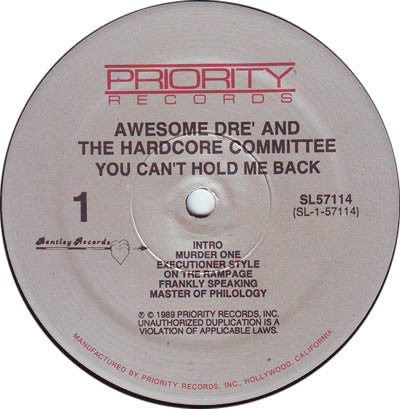 PRIORITY
RECORDS
AWESOME DRE' AND
THE HARDCORE COMMITTEE
YOU CAN'T HOLD ME BACK
1
SL57114
(SL-1-57114)
Bentley Records
INTRO
MURDER ONE
EXECUTIONER STYLE
ON THE RAMPAGE
FRANKLY SPEAKING
MASTER OF PHILOLOGY
℗ © 1989 PRIORITY RECORDS, INC.
UNAUTHORIZED DUPLICATION IS A
VIOLATION OF APPLICABLE LAWS.
MANUFACTURED BY PRIORITY RECORDS, INC., HOLLYWOOD, CALIFORNIA